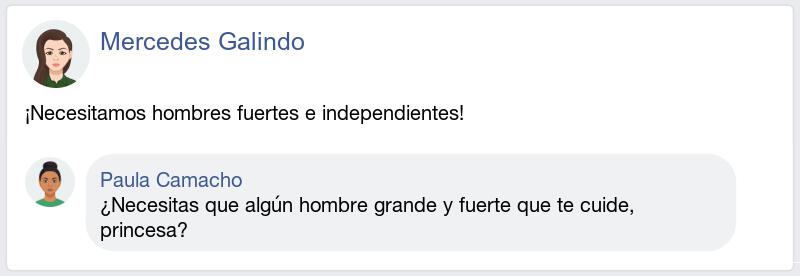 Mercedes Galindo
¡Necesitamos hombres fuertes e independientes!
Paula Camacho
¿Necesitas que algún hombre grande y fuerte que te cuide,
princesa?